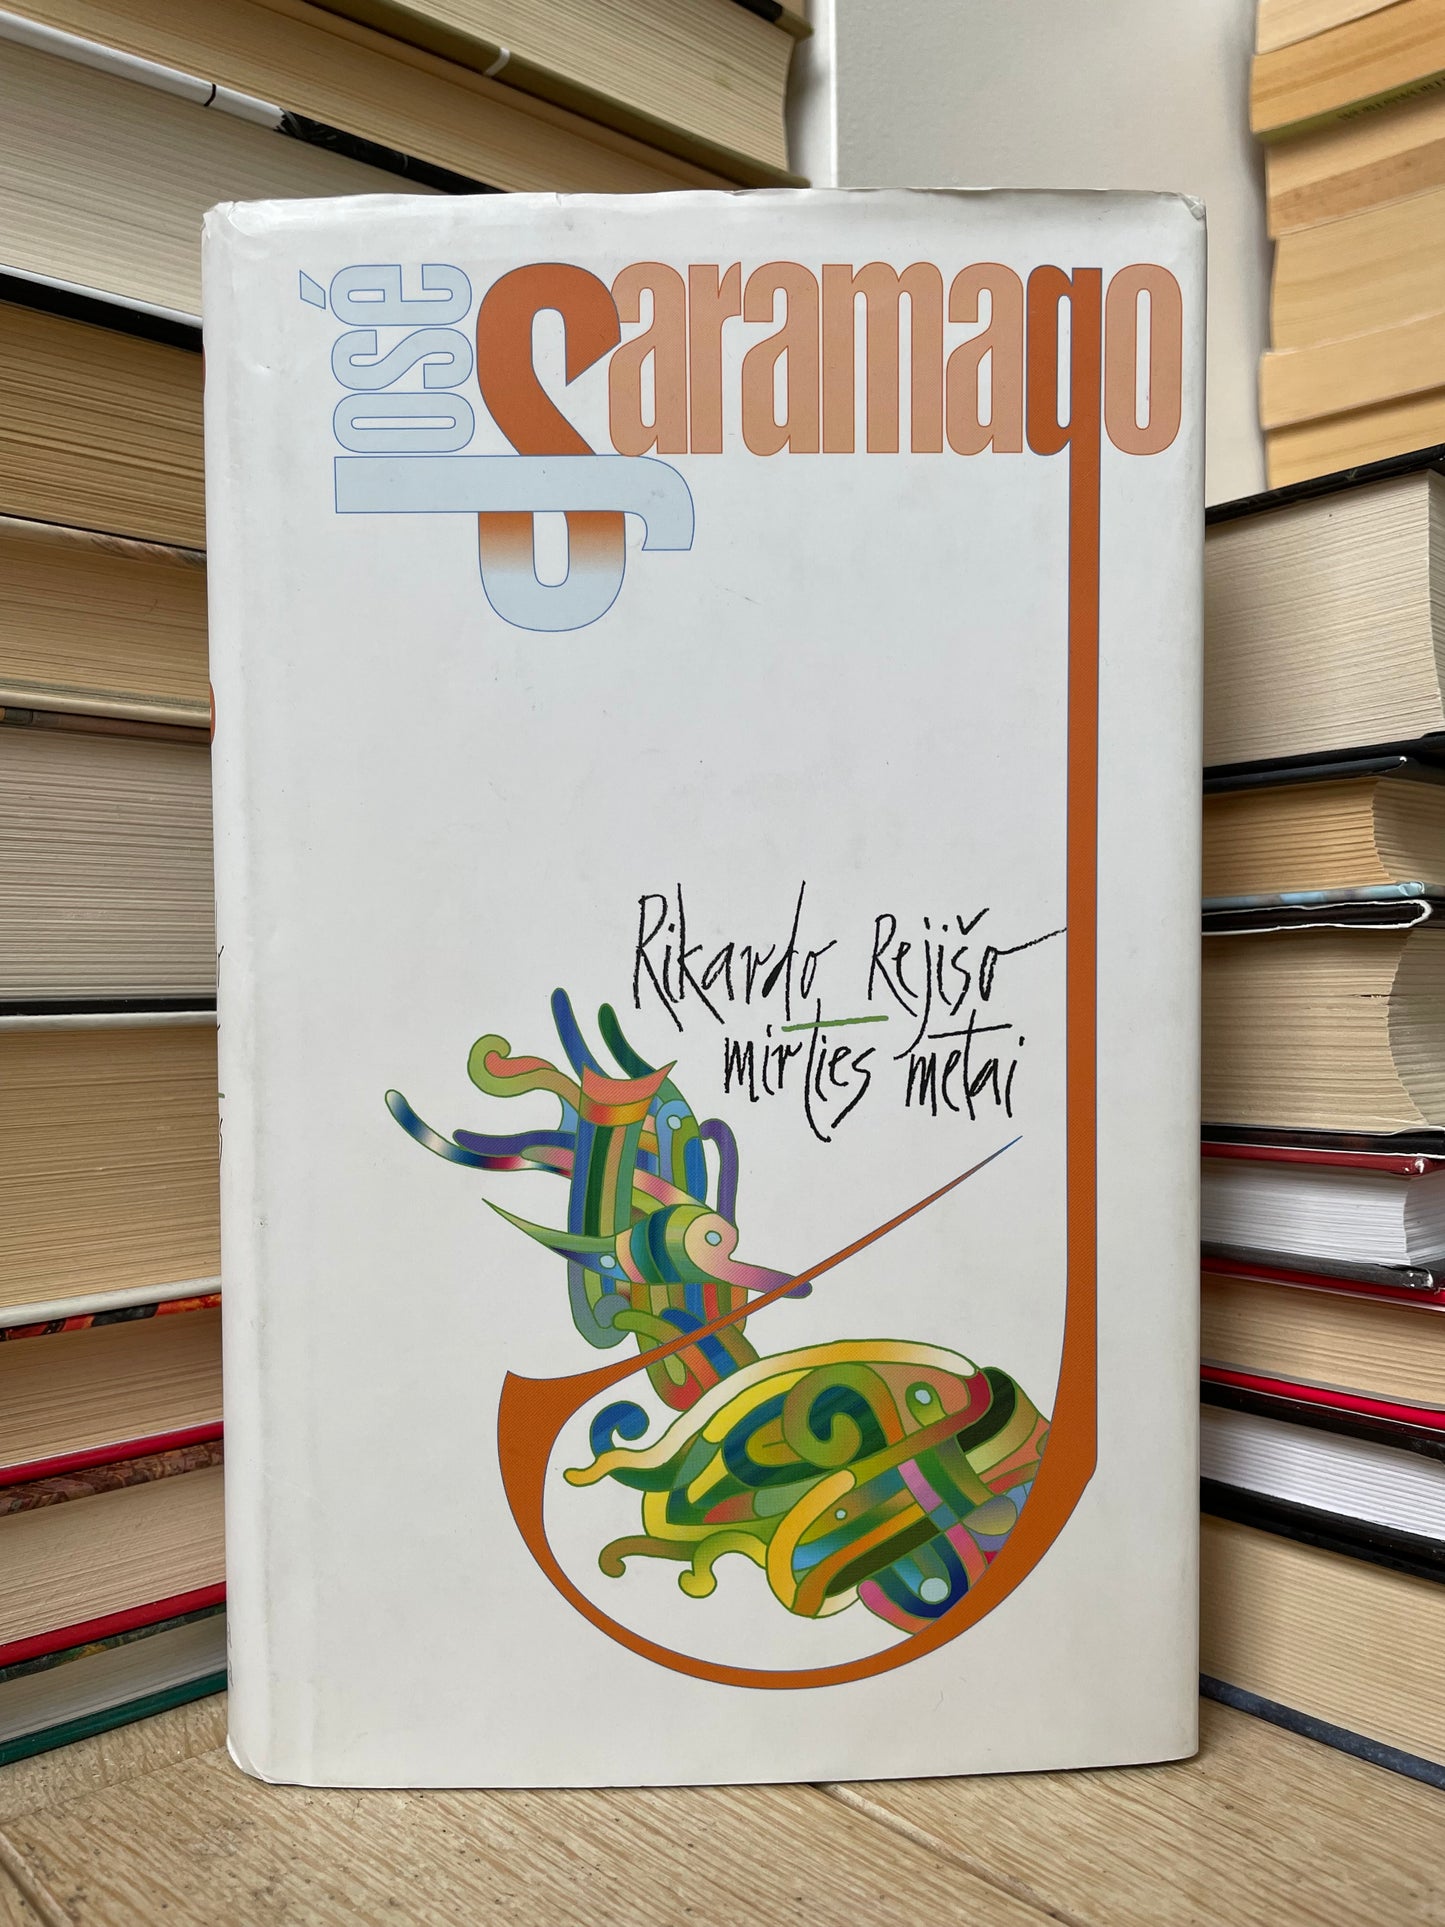 José
Saramago
Rikardo Rejišo
mirties metai